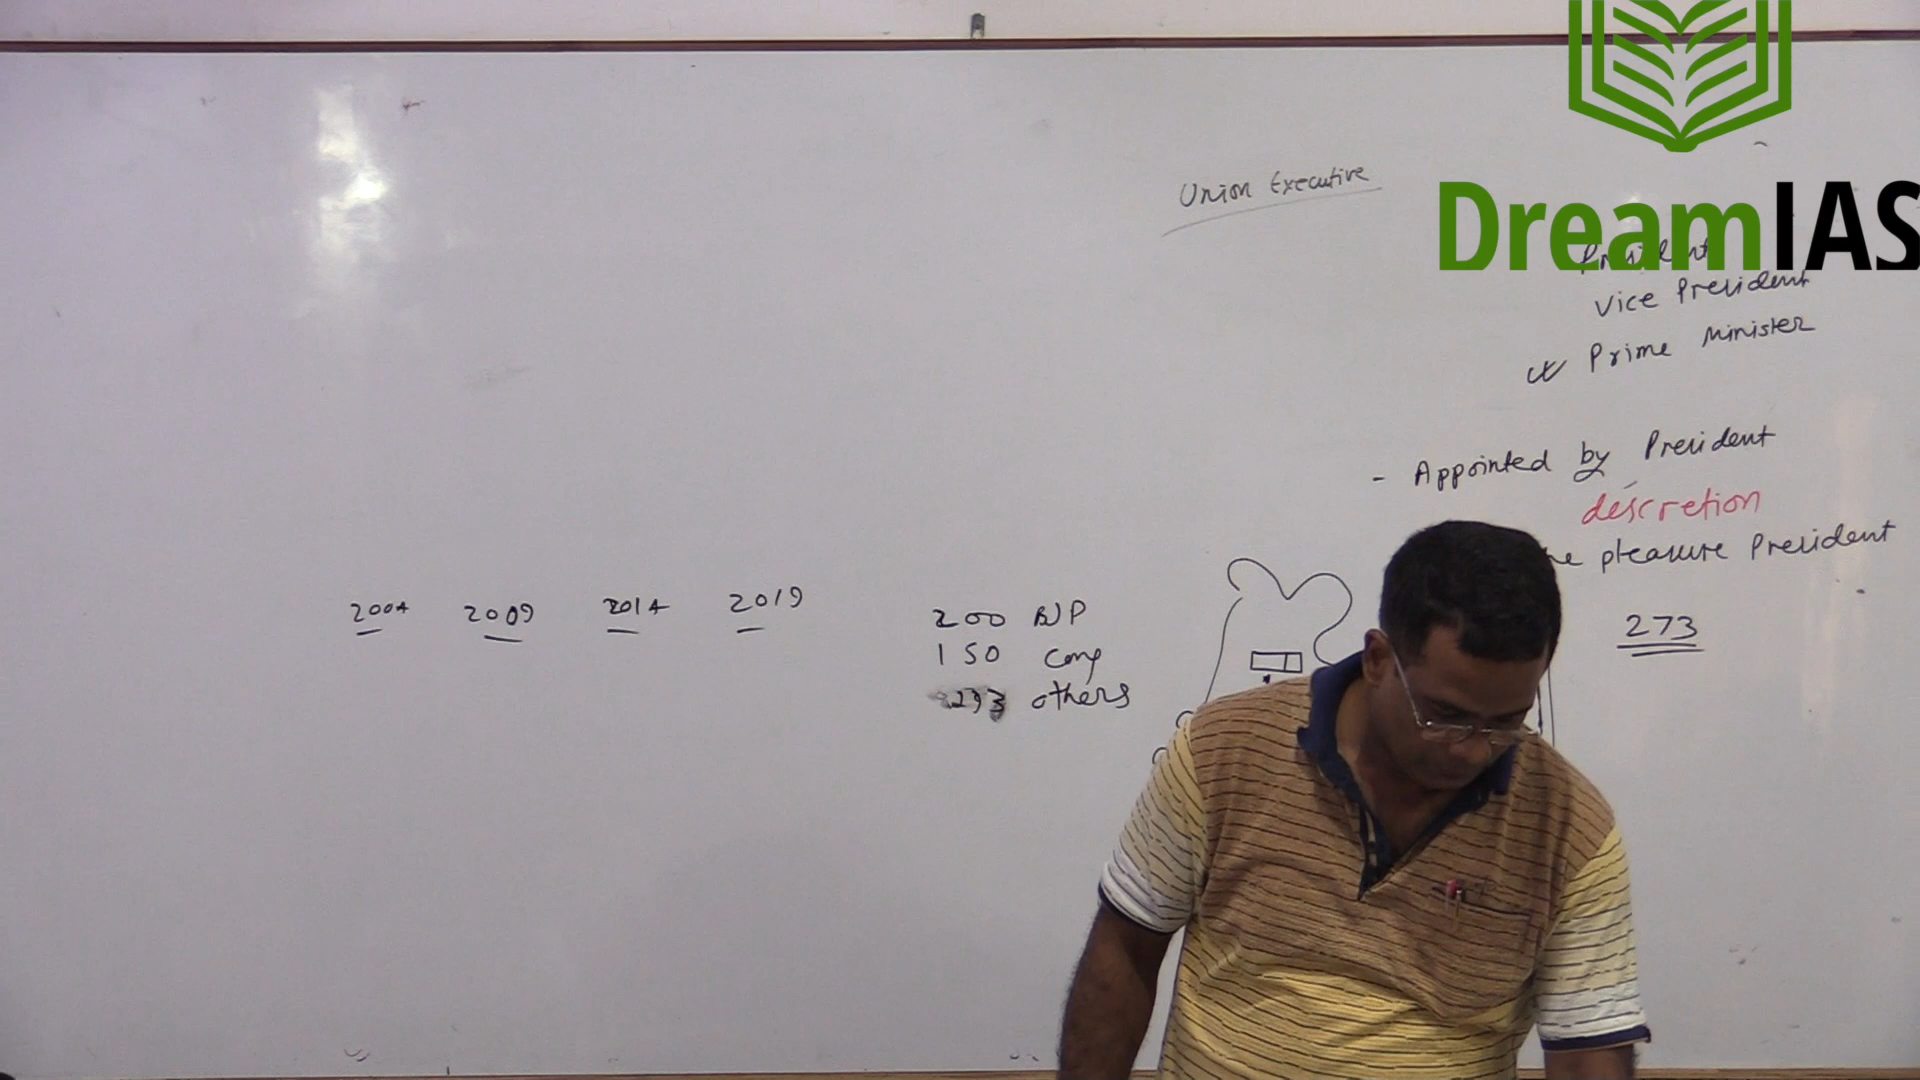 DreamIAS
Union Executive
President
Vice President
Prime Minister
- Appointed by President
descretion
pleasure President
273
2004 2009 2014 2019
200 BJP
150 Cong
others